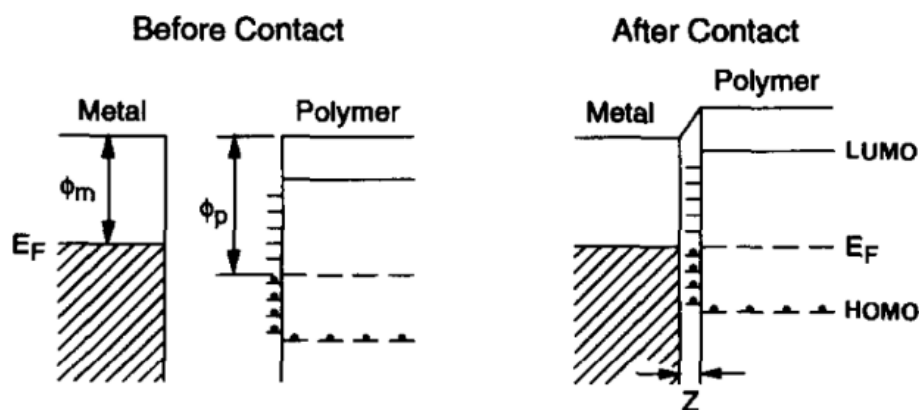 Before Contact
After Contact
Metal
Polymer
Metal
Polymer
ϕm
ϕp
EF
LUMO
EF
HOMO
Z